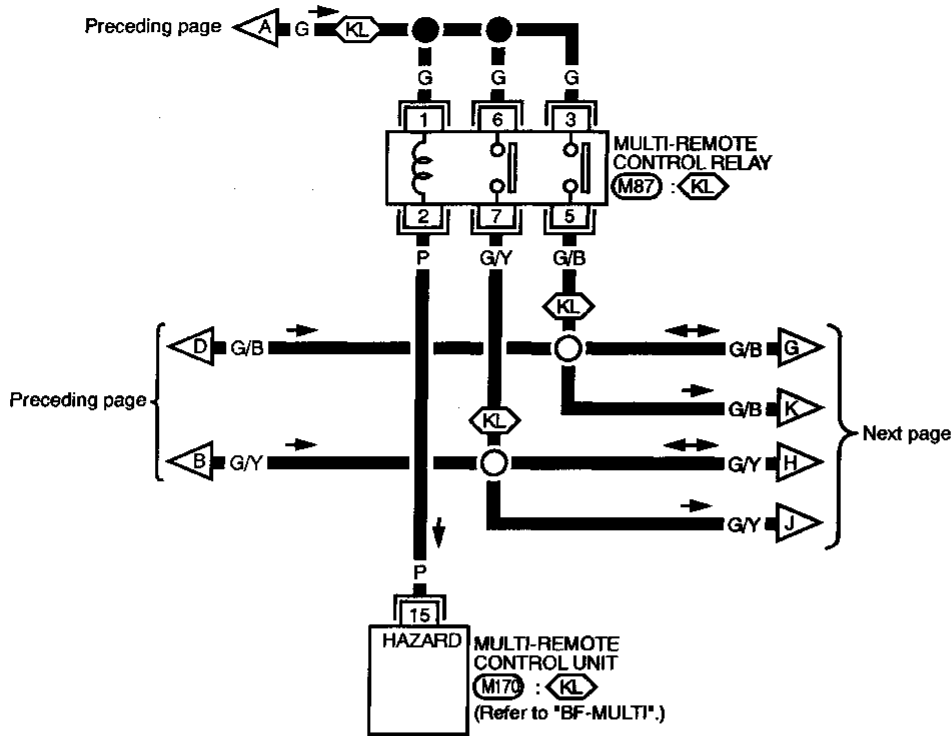 Preceding page A G KL
G G G
1 6 3
MULTI-REMOTE
CONTROL RELAY
M87 : KL
2 7 5
P G/Y G/B
KL
D G/B G/B G
Preceding page
G/B K
Next page
KL
B G/Y G/Y H
G/Y J
P
15
HAZARD
MULTI-REMOTE
CONTROL UNIT
M170 : KL
(Refer to "BF-MULTI".)